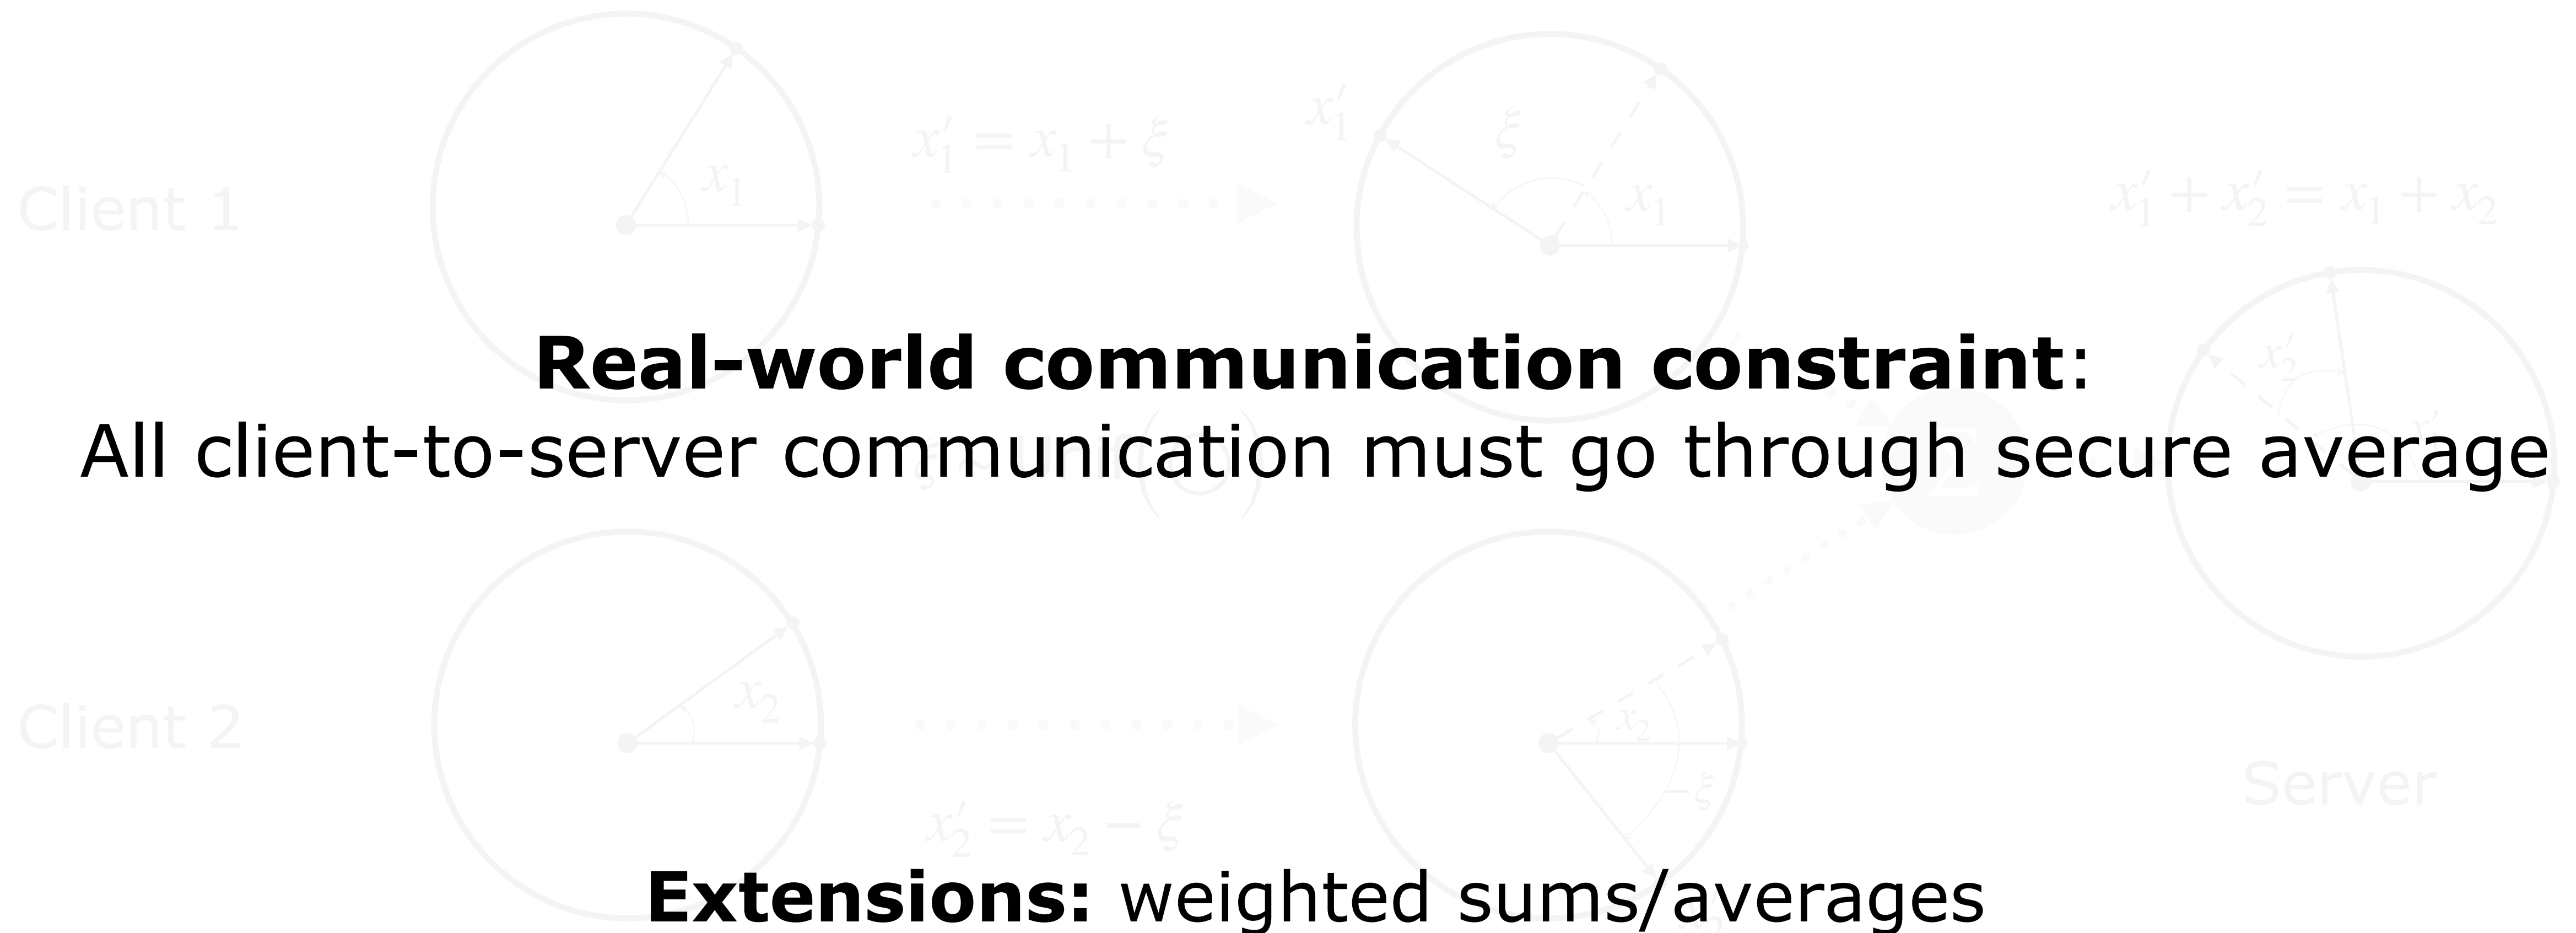 Client 1
x₁
x₁′ = x₁ + ξ
x₁′
ξ
x₁
x₁′ + x₂′ = x₁ + x₂
Real-world communication constraint:
x₂′
All client-to-server communication must go through secure average
Client 2
x₂
x₂
−ξ
Server
x₂′ = x₂ − ξ
Extensions: weighted sums/averages